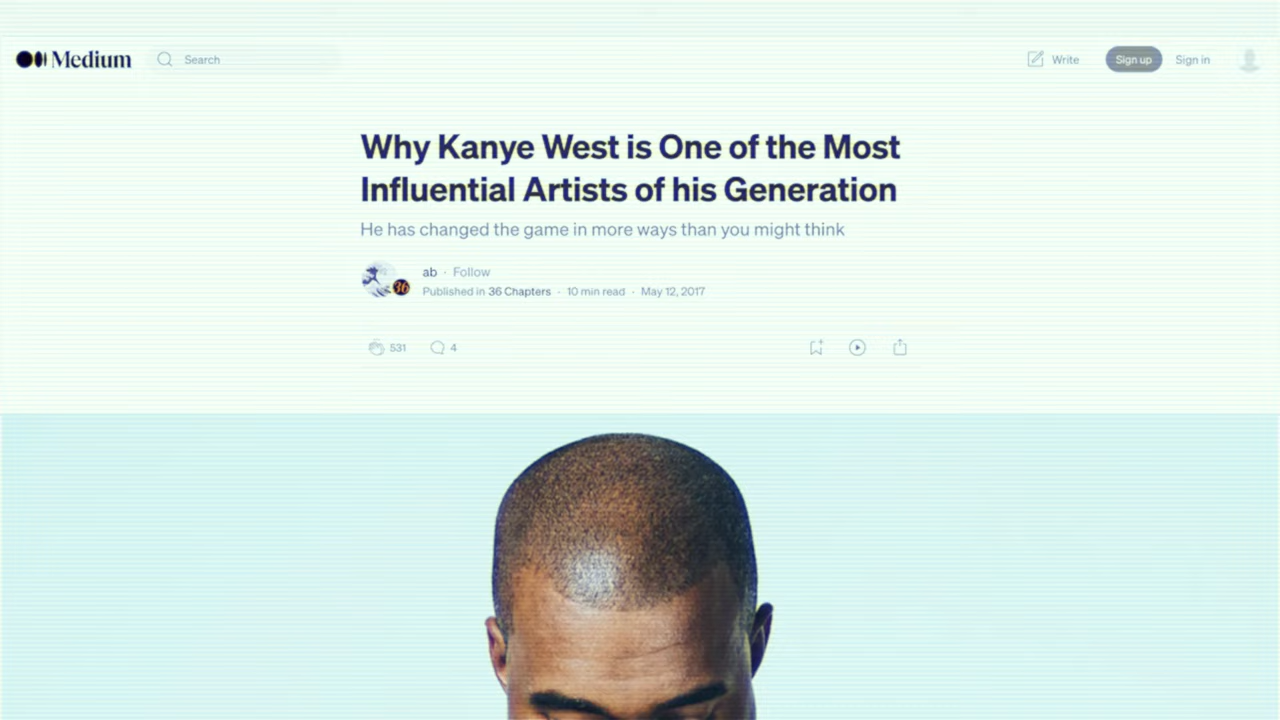 Medium
Search
Write
Sign up
Sign in
Why Kanye West is One of the Most
Influential Artists of his Generation
He has changed the game in more ways than you might think
ab · Follow
36
Published in 36 Chapters · 10 min read · May 12, 2017
531
4